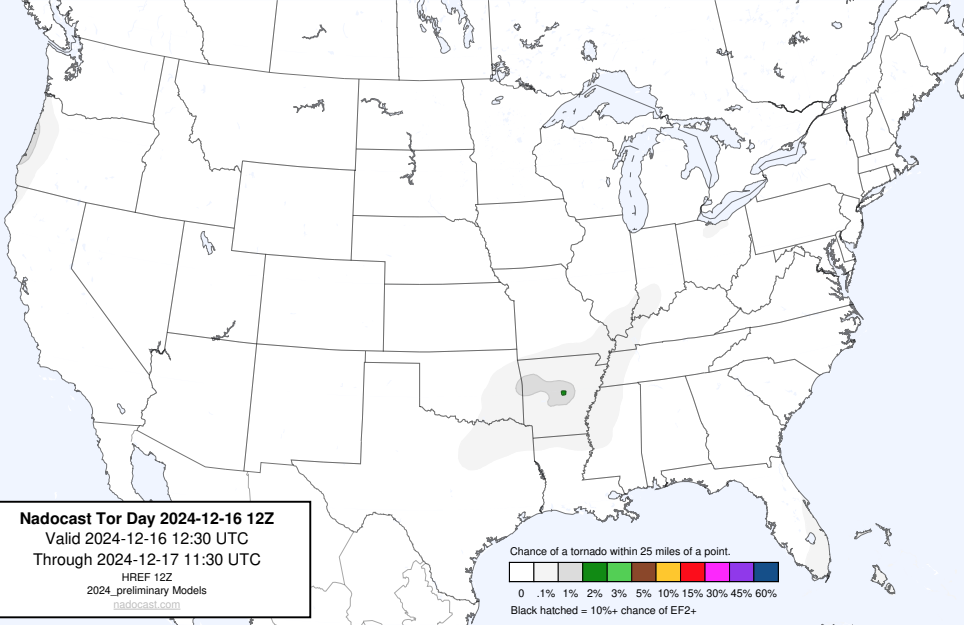 Nadocast Tor Day 2024-12-16 12Z
Valid 2024-12-16 12:30 UTC
Through 2024-12-17 11:30 UTC
HREF 12Z
2024_preliminary Models
nadocast.com
Chance of a tornado within 25 miles of a point.
0 .1% 1% 2% 3% 5% 10% 15% 30% 45% 60%
Black hatched = 10%+ chance of EF2+